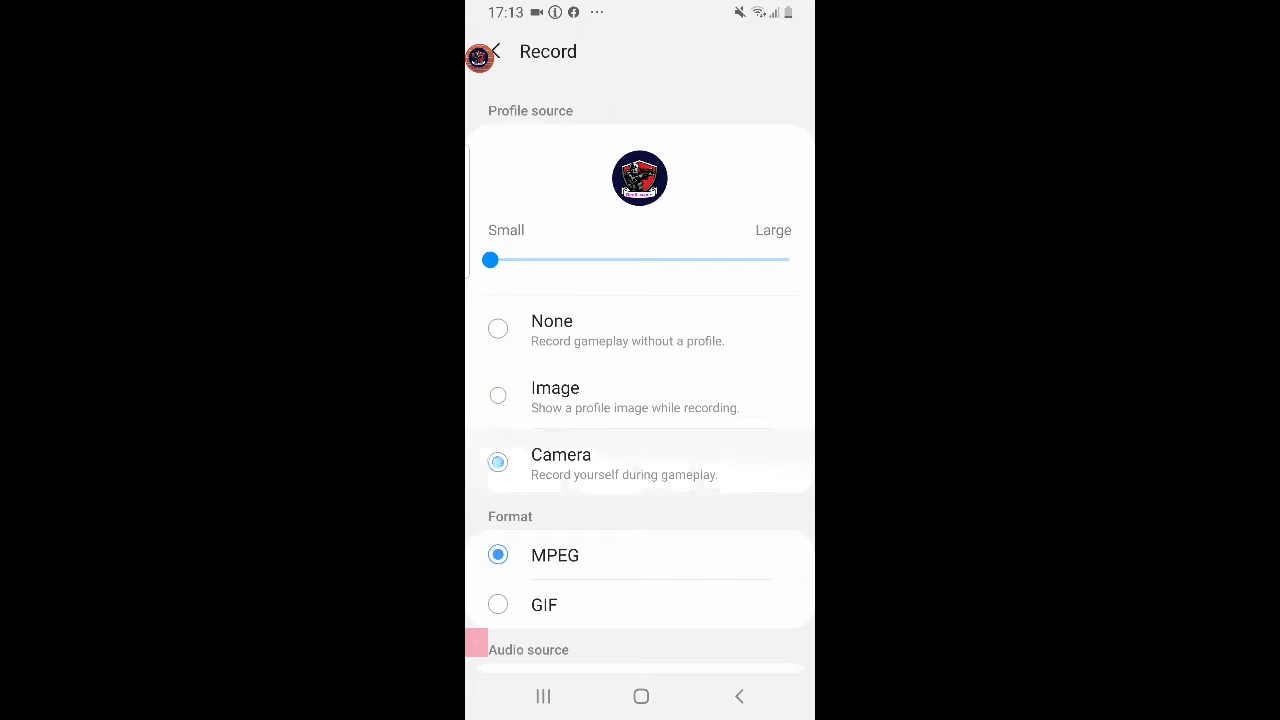 17:13
Record
Profile source
Small Large
None
Record gameplay without a profile.
Image
Show a profile image while recording.
Camera
Record yourself during gameplay.
Format
MPEG
GIF
Audio source